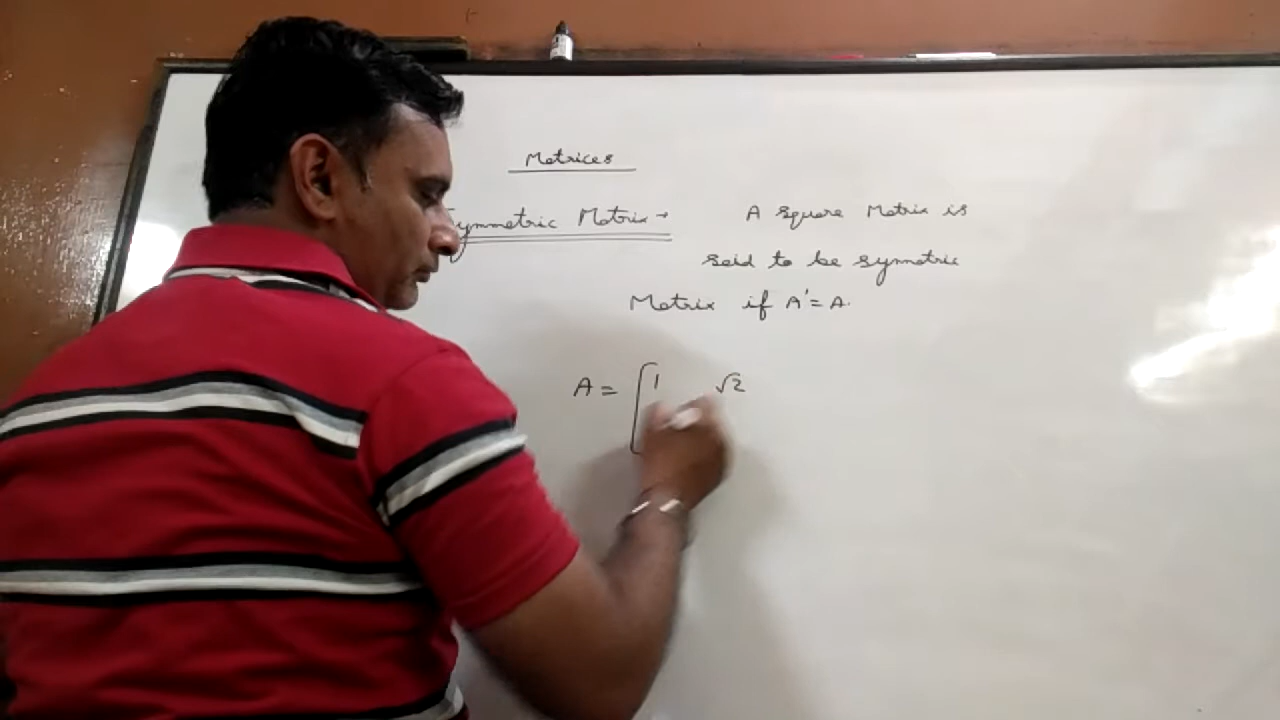 Matrices
Symmetric Matrix → A square Matrix is
said to be symmetric
Matrix if A' = A.
A = [ 1 √2